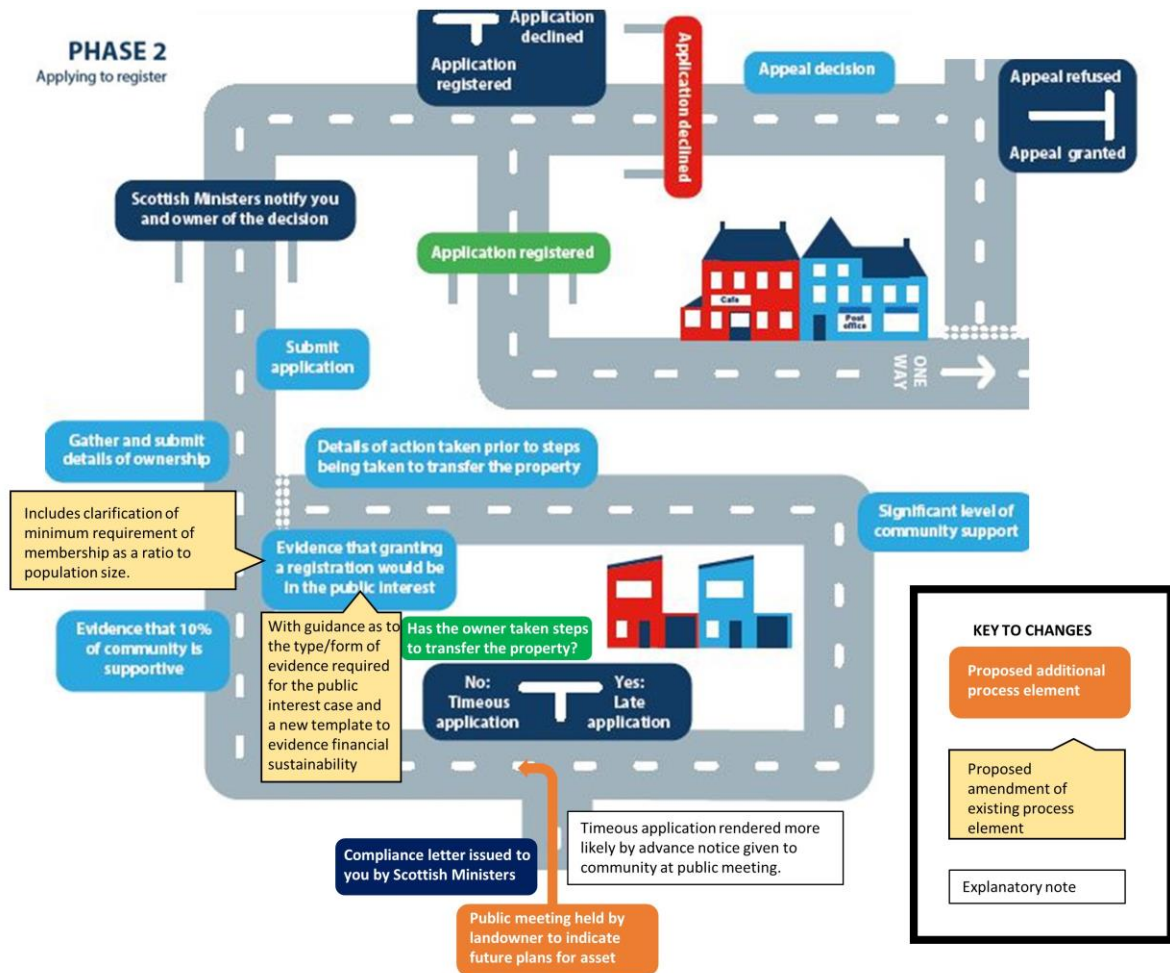 PHASE 2
Applying to register
Application
declined
Application
registered
Application declined
Appeal decision
Appeal refused
Appeal granted
Scottish Ministers notify you
and owner of the decision
Application registered
Cafe
Post
office
ONE
WAY
Submit
application
Gather and submit
details of ownership
Details of action taken prior to steps
being taken to transfer the property
Significant level of
community support
Includes clarification of
minimum requirement of
membership as a ratio to
population size.
Evidence that granting
a registration would be
in the public interest
Evidence that 10%
of community is
supportive
With guidance as to
the type/form of
evidence required
for the public
interest case and
a new template to
evidence financial
sustainability
Has the owner taken steps
to transfer the property?
No:
Timeous
application
Yes:
Late
application
Compliance letter issued to
you by Scottish Ministers
Timeous application rendered more
likely by advance notice given to
community at public meeting.
Public meeting held by
landowner to indicate
future plans for asset
KEY TO CHANGES
Proposed additional
process element
Proposed
amendment of
existing process
element
Explanatory note